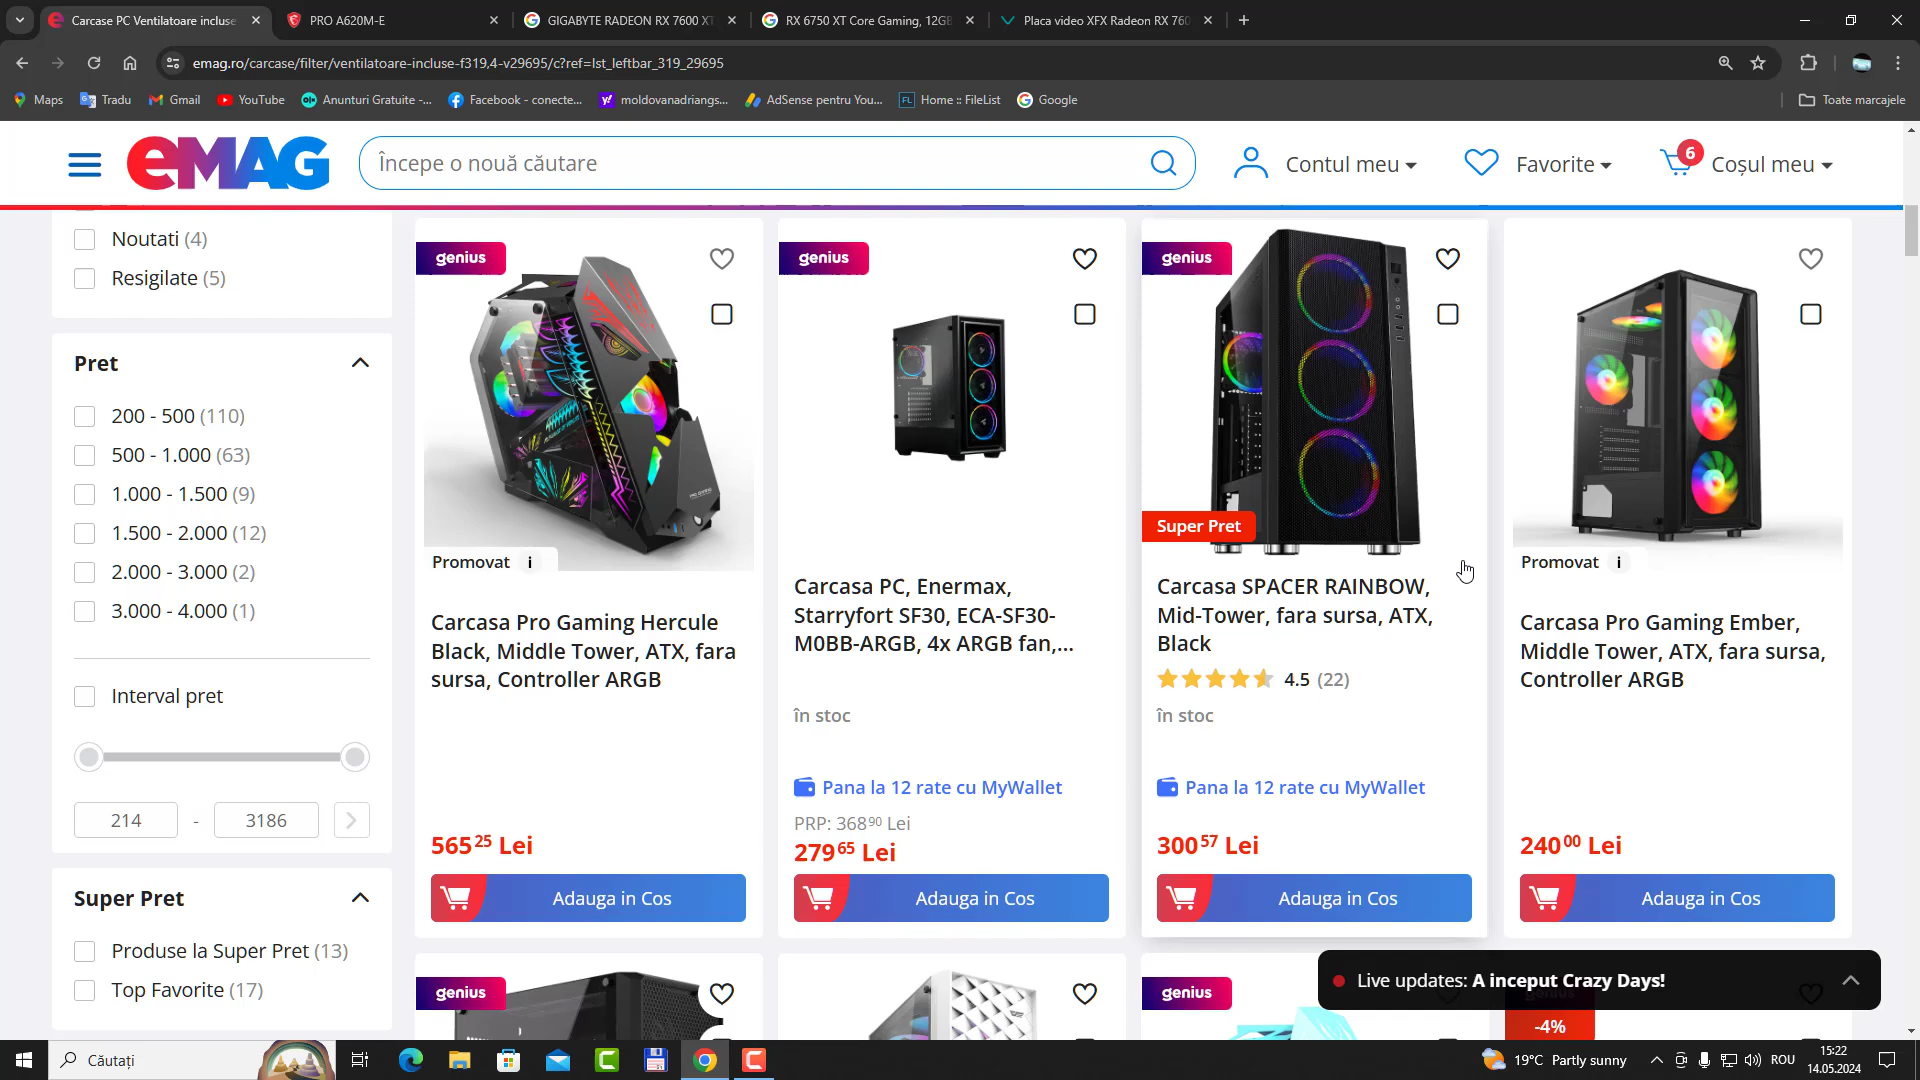 Carcase PC Ventilatoare incluse
PRO A620M-E
GIGABYTE RADEON RX 7600 XT
RX 6750 XT Core Gaming, 12GB
Placa video XFX Radeon RX 760
emag.ro/carcase/filter/ventilatoare-incluse-f319,4-v29695/c?ref=lst_leftbar_319_29695
Maps
Tradu
Gmail
YouTube
Anunturi Gratuite -...
Facebook - conecte...
moldovanadriangs...
AdSense pentru You...
FL
Home :: FileList
Google
Toate marcajele
eMAG
Începe o nouă căutare
Contul meu
Favorite
6
Coșul meu
Noutati (4)
Resigilate (5)
Pret
200 - 500 (110)
500 - 1.000 (63)
1.000 - 1.500 (9)
1.500 - 2.000 (12)
2.000 - 3.000 (2)
3.000 - 4.000 (1)
Interval pret
214 - 3186
Super Pret
Produse la Super Pret (13)
Top Favorite (17)
genius
Promovat i
Carcasa Pro Gaming Hercule
Black, Middle Tower, ATX, fara
sursa, Controller ARGB
56525 Lei
Adauga in Cos
genius
Carcasa PC, Enermax,
Starryfort SF30, ECA-SF30-
M0BB-ARGB, 4x ARGB fan,...
în stoc
Pana la 12 rate cu MyWallet
PRP: 36890 Lei
27965 Lei
Adauga in Cos
genius
Super Pret
Carcasa SPACER RAINBOW,
Mid-Tower, fara sursa, ATX,
Black
4.5 (22)
în stoc
Pana la 12 rate cu MyWallet
30057 Lei
Adauga in Cos
Promovat i
Carcasa Pro Gaming Ember,
Middle Tower, ATX, fara sursa,
Controller ARGB
24000 Lei
Adauga in Cos
genius
genius
-4%
Live updates: A inceput Crazy Days!
Căutați
19°C Partly sunny
ROU
15:22
14.05.2024